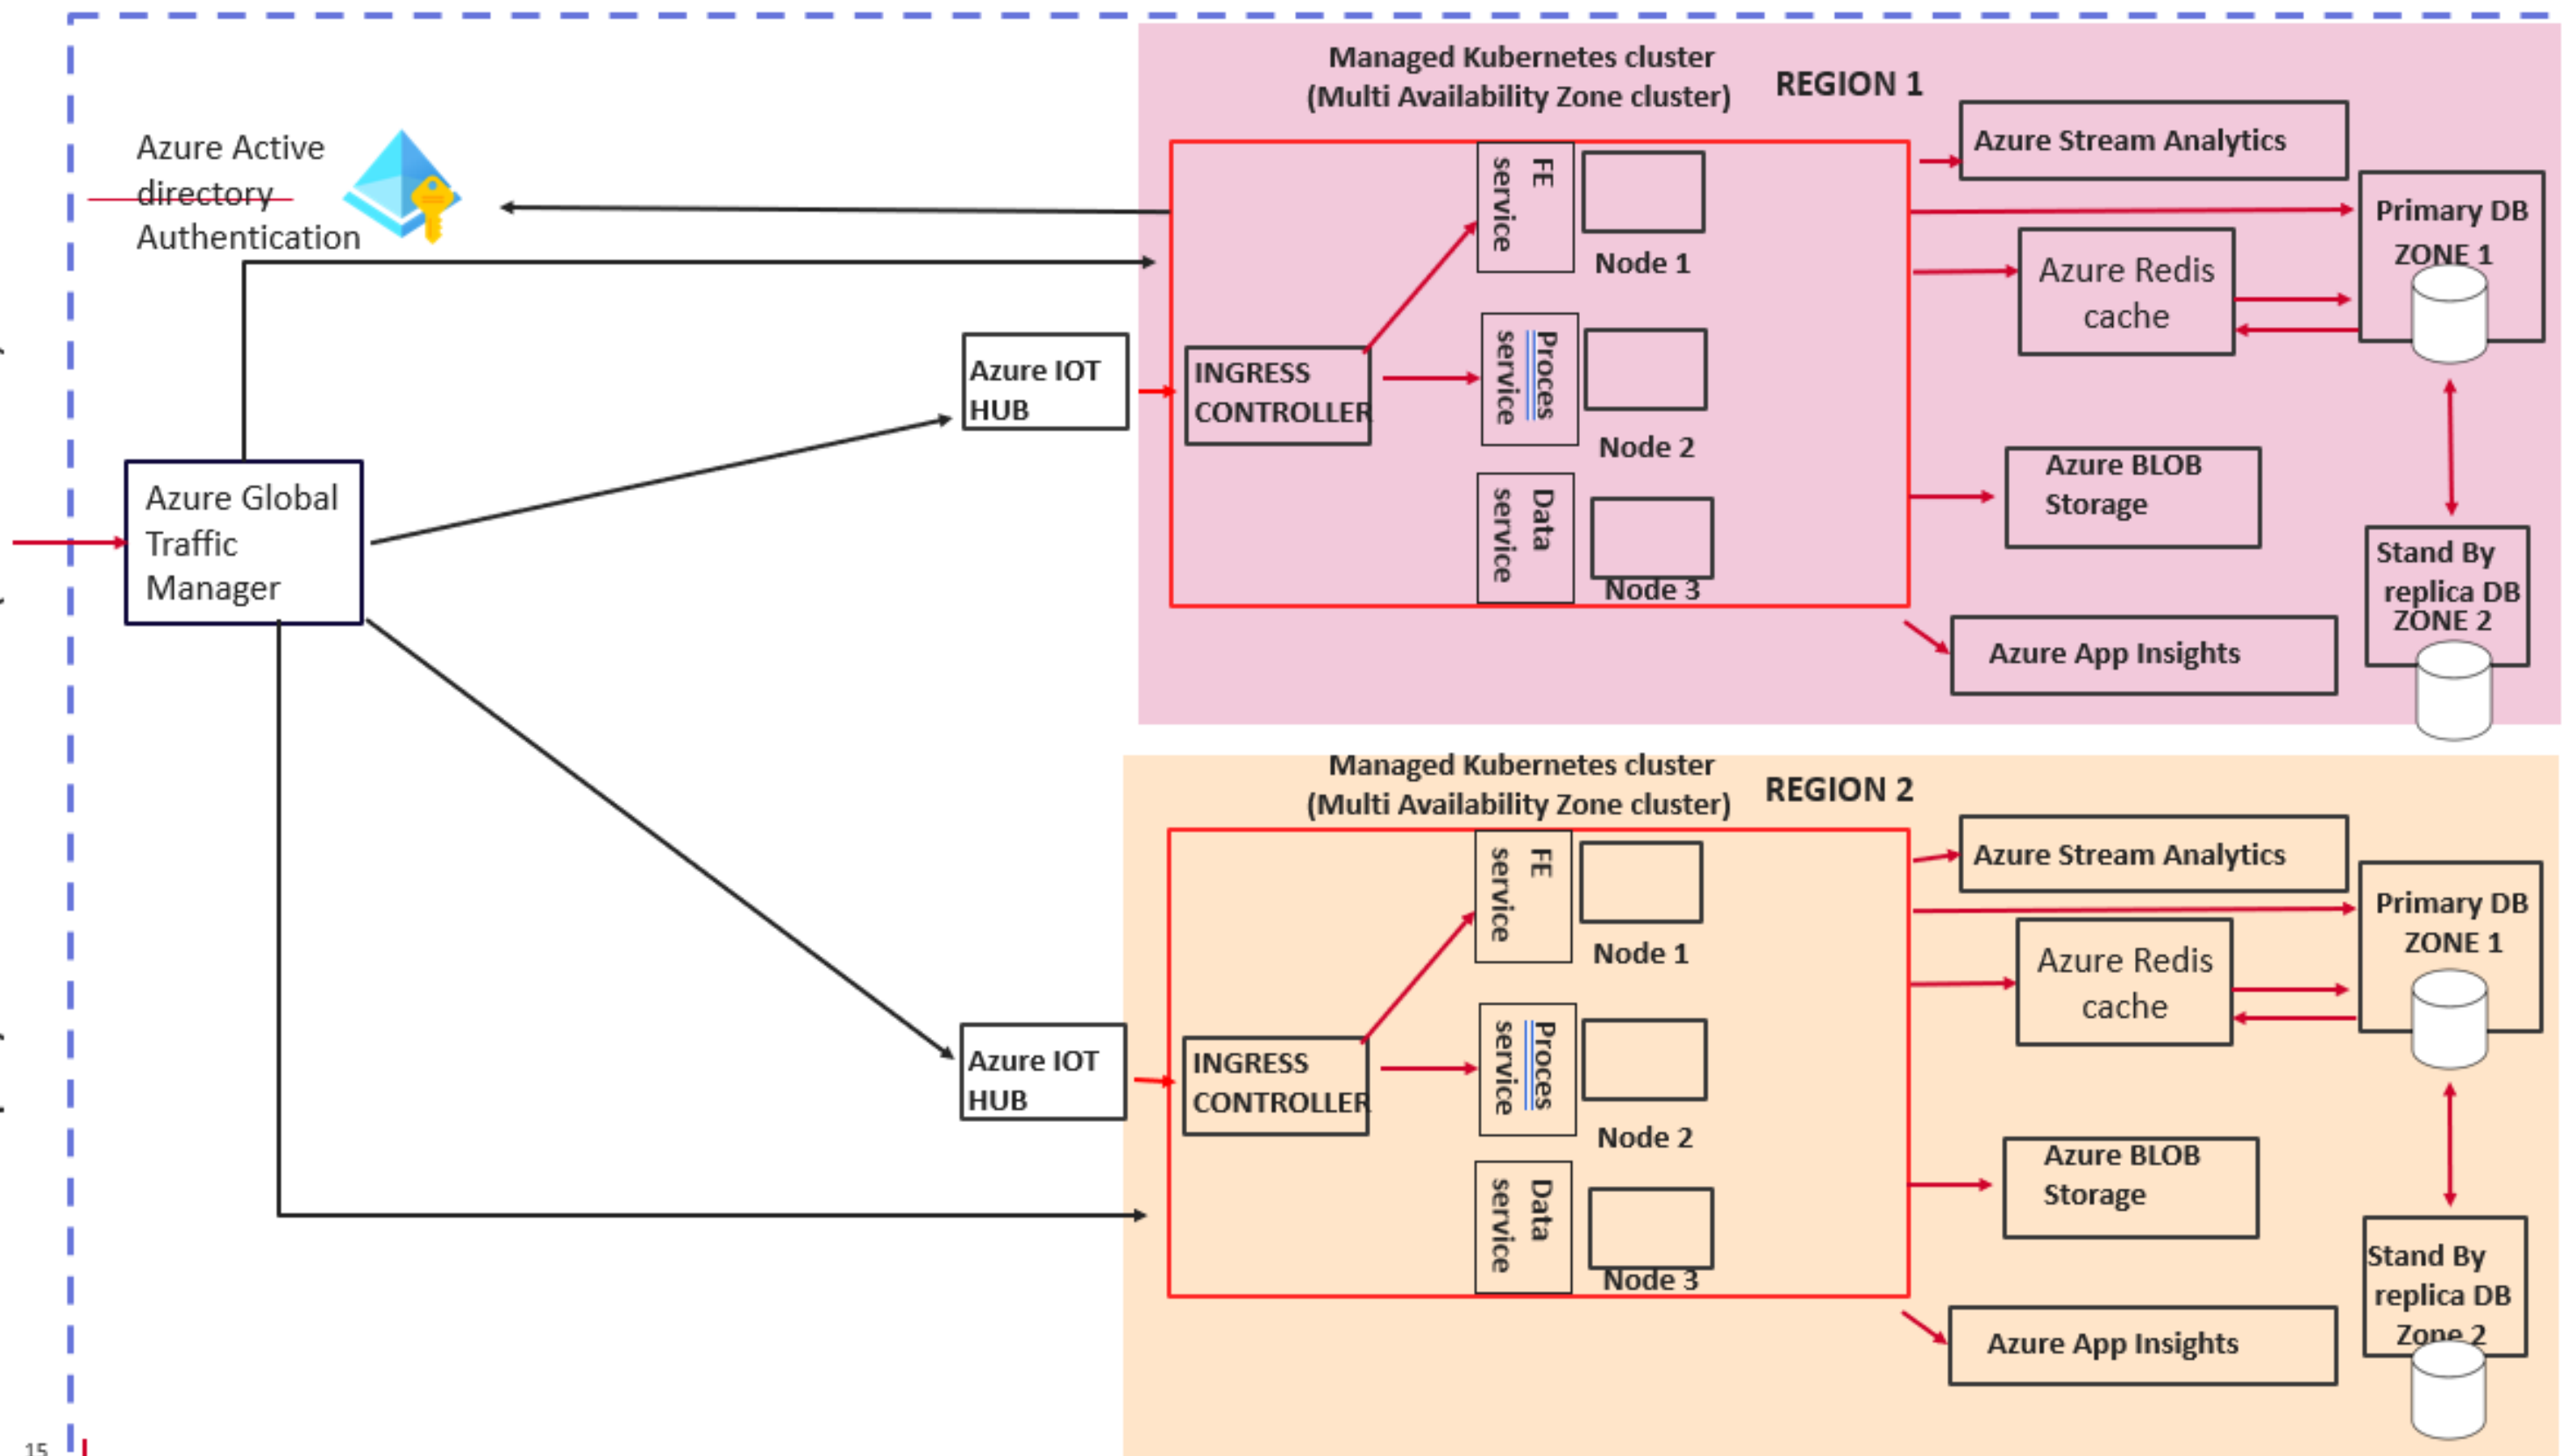 Azure Active
directory
Authentication
Azure Global
Traffic
Manager
Azure IOT
HUB
Managed Kubernetes cluster
(Multi Availability Zone cluster)
REGION 1
INGRESS
CONTROLLER
FE
service
Node 1
Proces
service
Node 2
Data
service
Node 3
Azure Stream Analytics
Primary DB
ZONE 1
Azure Redis
cache
Azure BLOB
Storage
Stand By
replica DB
ZONE 2
Azure App Insights
Azure IOT
HUB
Managed Kubernetes cluster
(Multi Availability Zone cluster)
REGION 2
INGRESS
CONTROLLER
FE
service
Node 1
Proces
service
Node 2
Data
service
Node 3
Azure Stream Analytics
Primary DB
ZONE 1
Azure Redis
cache
Azure BLOB
Storage
Stand By
replica DB
Zone 2
Azure App Insights
15